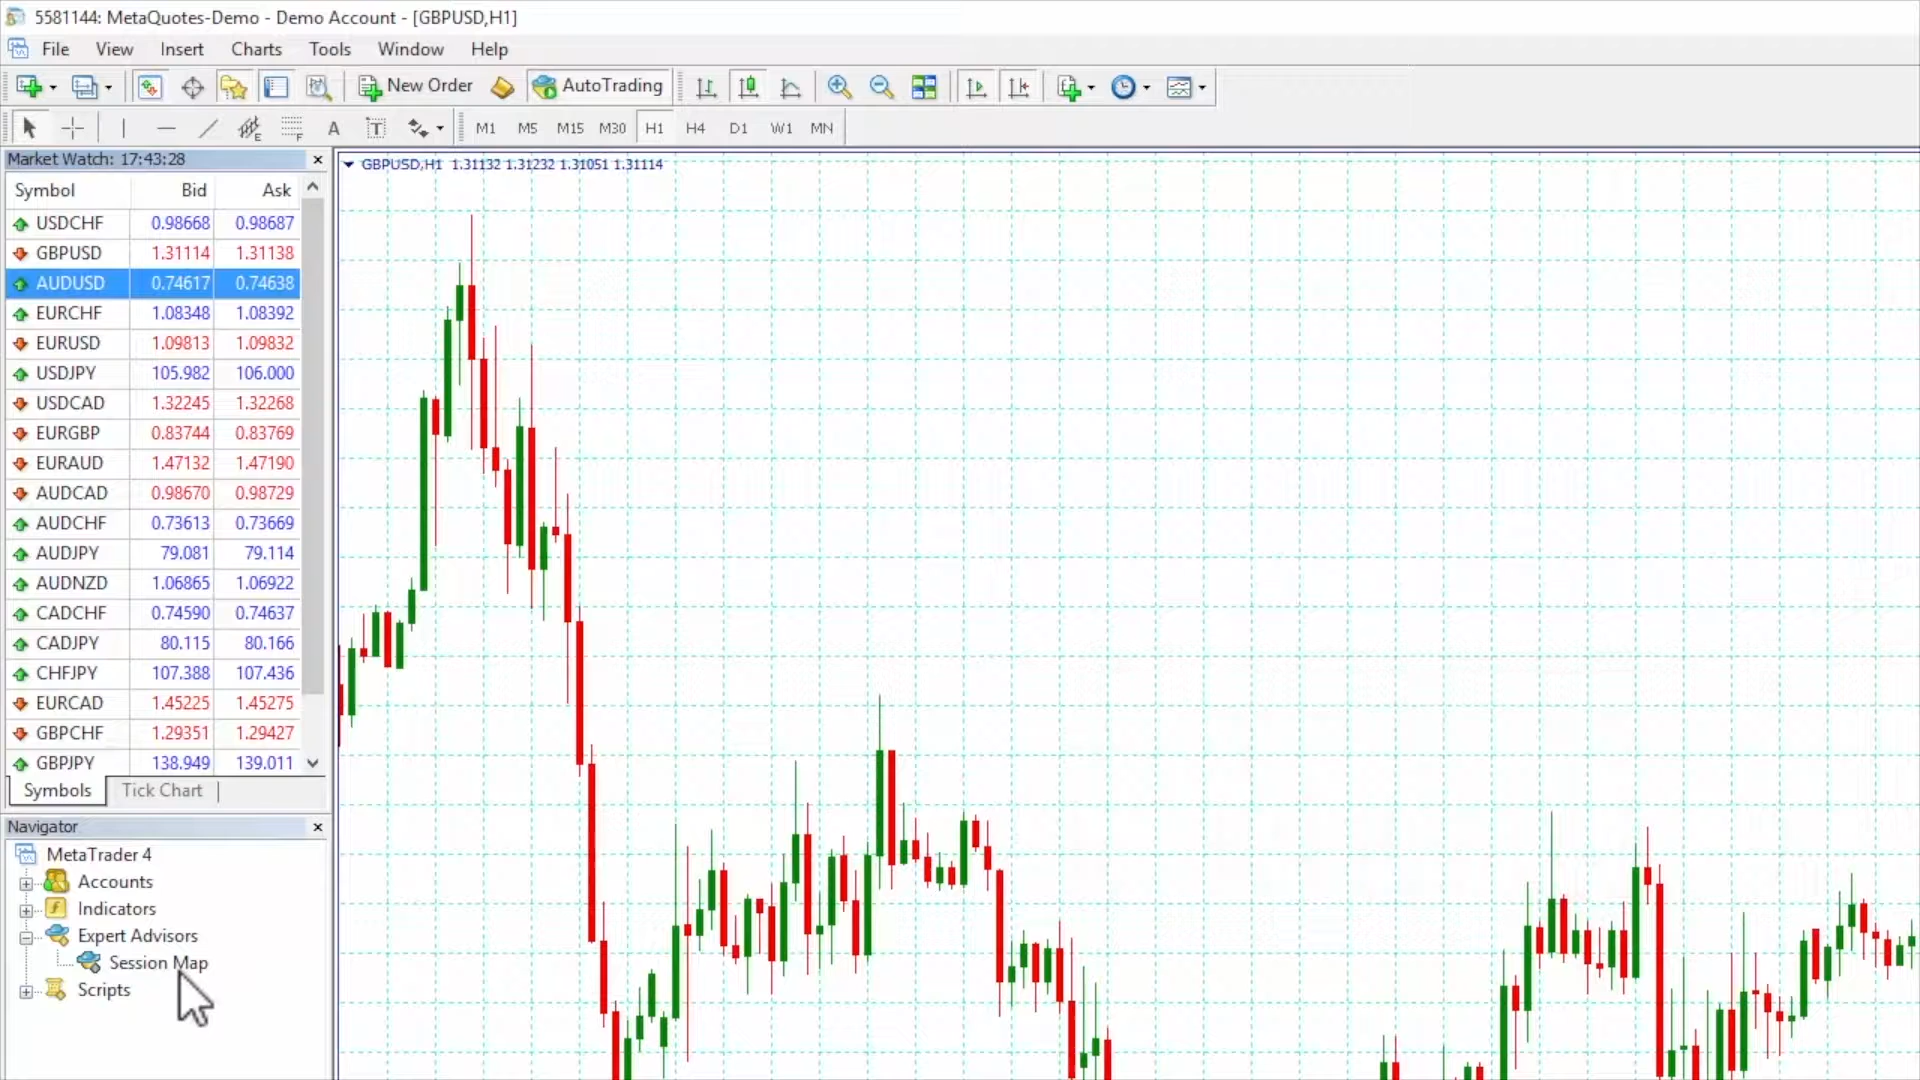 5581144: MetaQuotes-Demo - Demo Account - [GBPUSD,H1]
File View Insert Charts Tools Window Help
New Order AutoTrading
E F A T M1 M5 M15 M30 H1 H4 D1 W1 MN
Market Watch: 17:43:28
GBPUSD,H1 1.31132 1.31232 1.31051 1.31114
Symbol Bid Ask
USDCHF 0.98668 0.98687
GBPUSD 1.31114 1.31138
AUDUSD 0.74617 0.74638
EURCHF 1.08348 1.08392
EURUSD 1.09813 1.09832
USDJPY 105.982 106.000
USDCAD 1.32245 1.32268
EURGBP 0.83744 0.83769
EURAUD 1.47132 1.47190
AUDCAD 0.98670 0.98729
AUDCHF 0.73613 0.73669
AUDJPY 79.081 79.114
AUDNZD 1.06865 1.06922
CADCHF 0.74590 0.74637
CADJPY 80.115 80.166
CHFJPY 107.388 107.436
EURCAD 1.45225 1.45275
GBPCHF 1.29351 1.29427
GBPJPY 138.949 139.011
Symbols Tick Chart
Navigator
MetaTrader 4
Accounts
Indicators
Expert Advisors
Session Map
Scripts